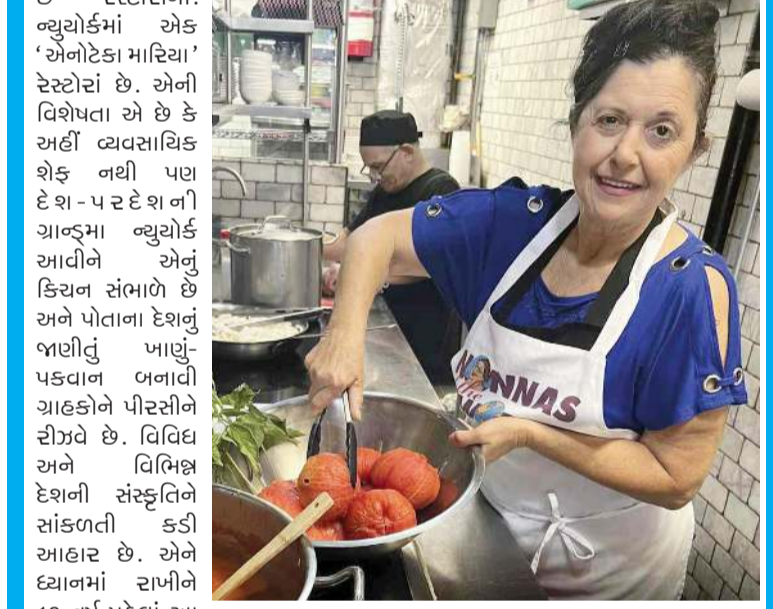 ન્યુયોર્કમાં એક
‘એનોટેકા મારિયા’
રેસ્ટોરાં છે. એની
વિશેષતા એ છે કે
અહીં વ્યવસાયિક
શેફ નથી પણ
દેશ-પરદેશની
ગ્રાન્ડ્મા ન્યુયોર્ક
આવીને એનું
કિચન સંભાળે છે
અને પોતાના દેશનું
જાણીતું ખાણું-
પકવાન બનાવી
ગ્રાહકોને પીરસીને
રીઝવે છે. વિવિધ
અને વિભિન્ન
દેશની સંસ્કૃતિને
સાંકળતી કડી
આહાર છે. એને
ધ્યાનમાં રાખીને
NONNAS